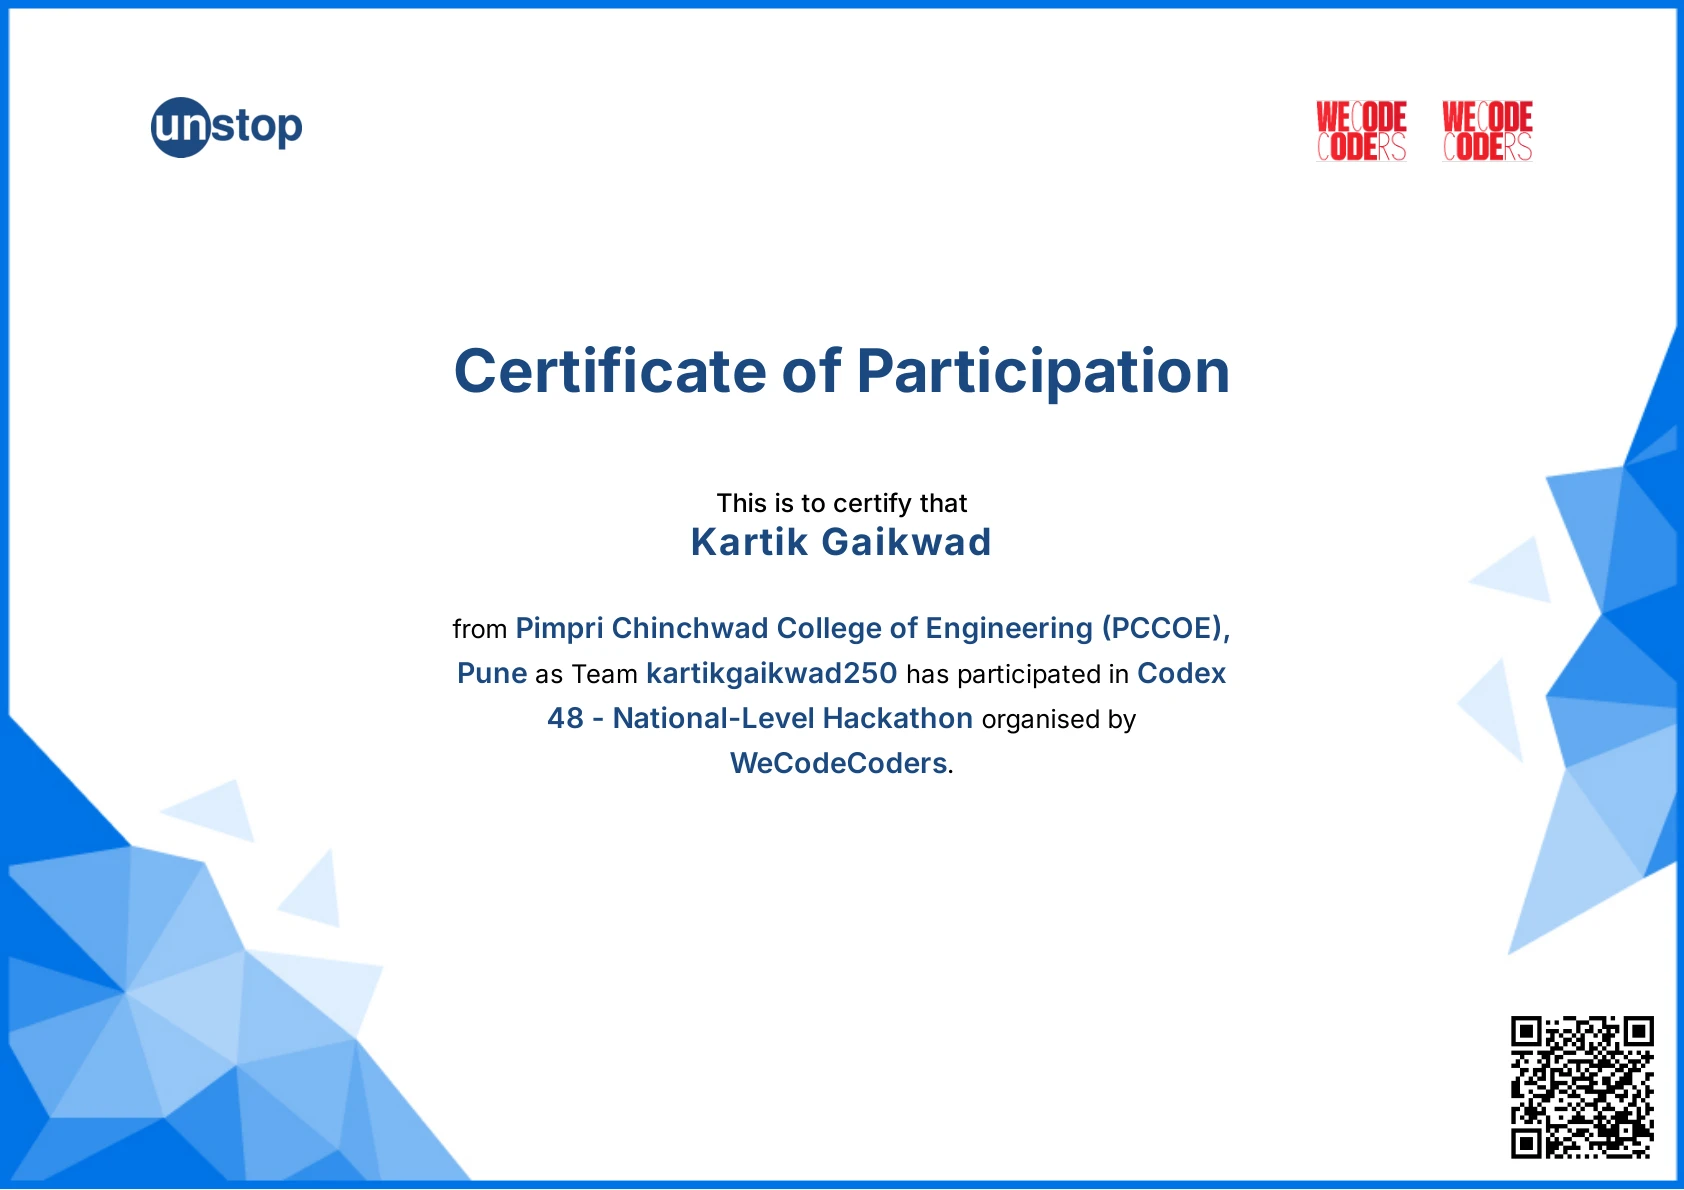 unstop
WECODE CODERS WECODE CODERS
Certificate of Participation
This is to certify that
Kartik Gaikwad
from Pimpri Chinchwad College of Engineering (PCCOE),
Pune as Team kartikgaikwad250 has participated in Codex
48 - National-Level Hackathon organised by
WeCodeCoders.